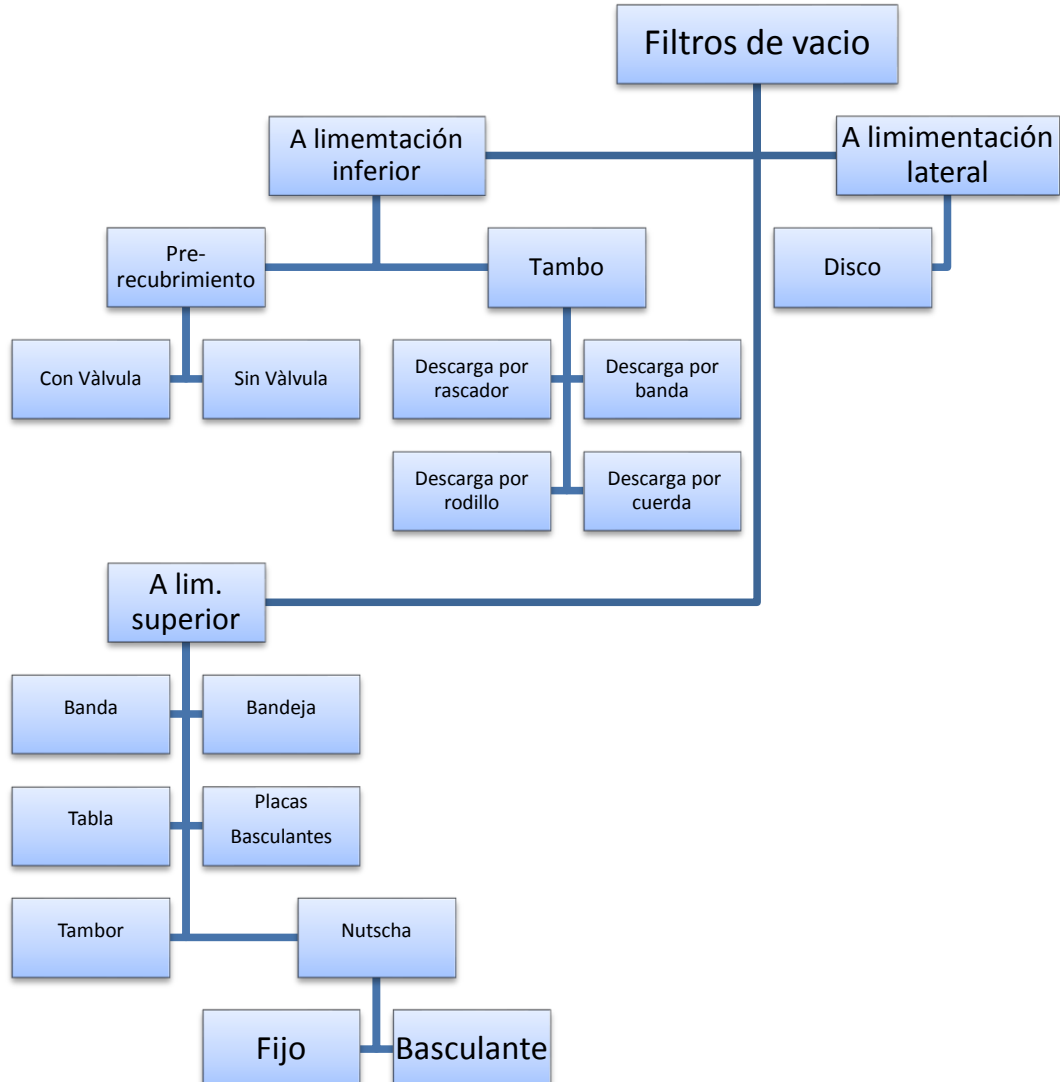 Filtros de vacio
A limemtación
inferior
A limimentación
lateral
Pre-
recubrimiento
Tambo
Disco
Con Vàlvula
Sin Vàlvula
Descarga por
rascador
Descarga por
banda
Descarga por
rodillo
Descarga por
cuerda
A lim.
superior
Banda
Bandeja
Tabla
Placas
Basculantes
Tambor
Nutscha
Fijo
Basculante